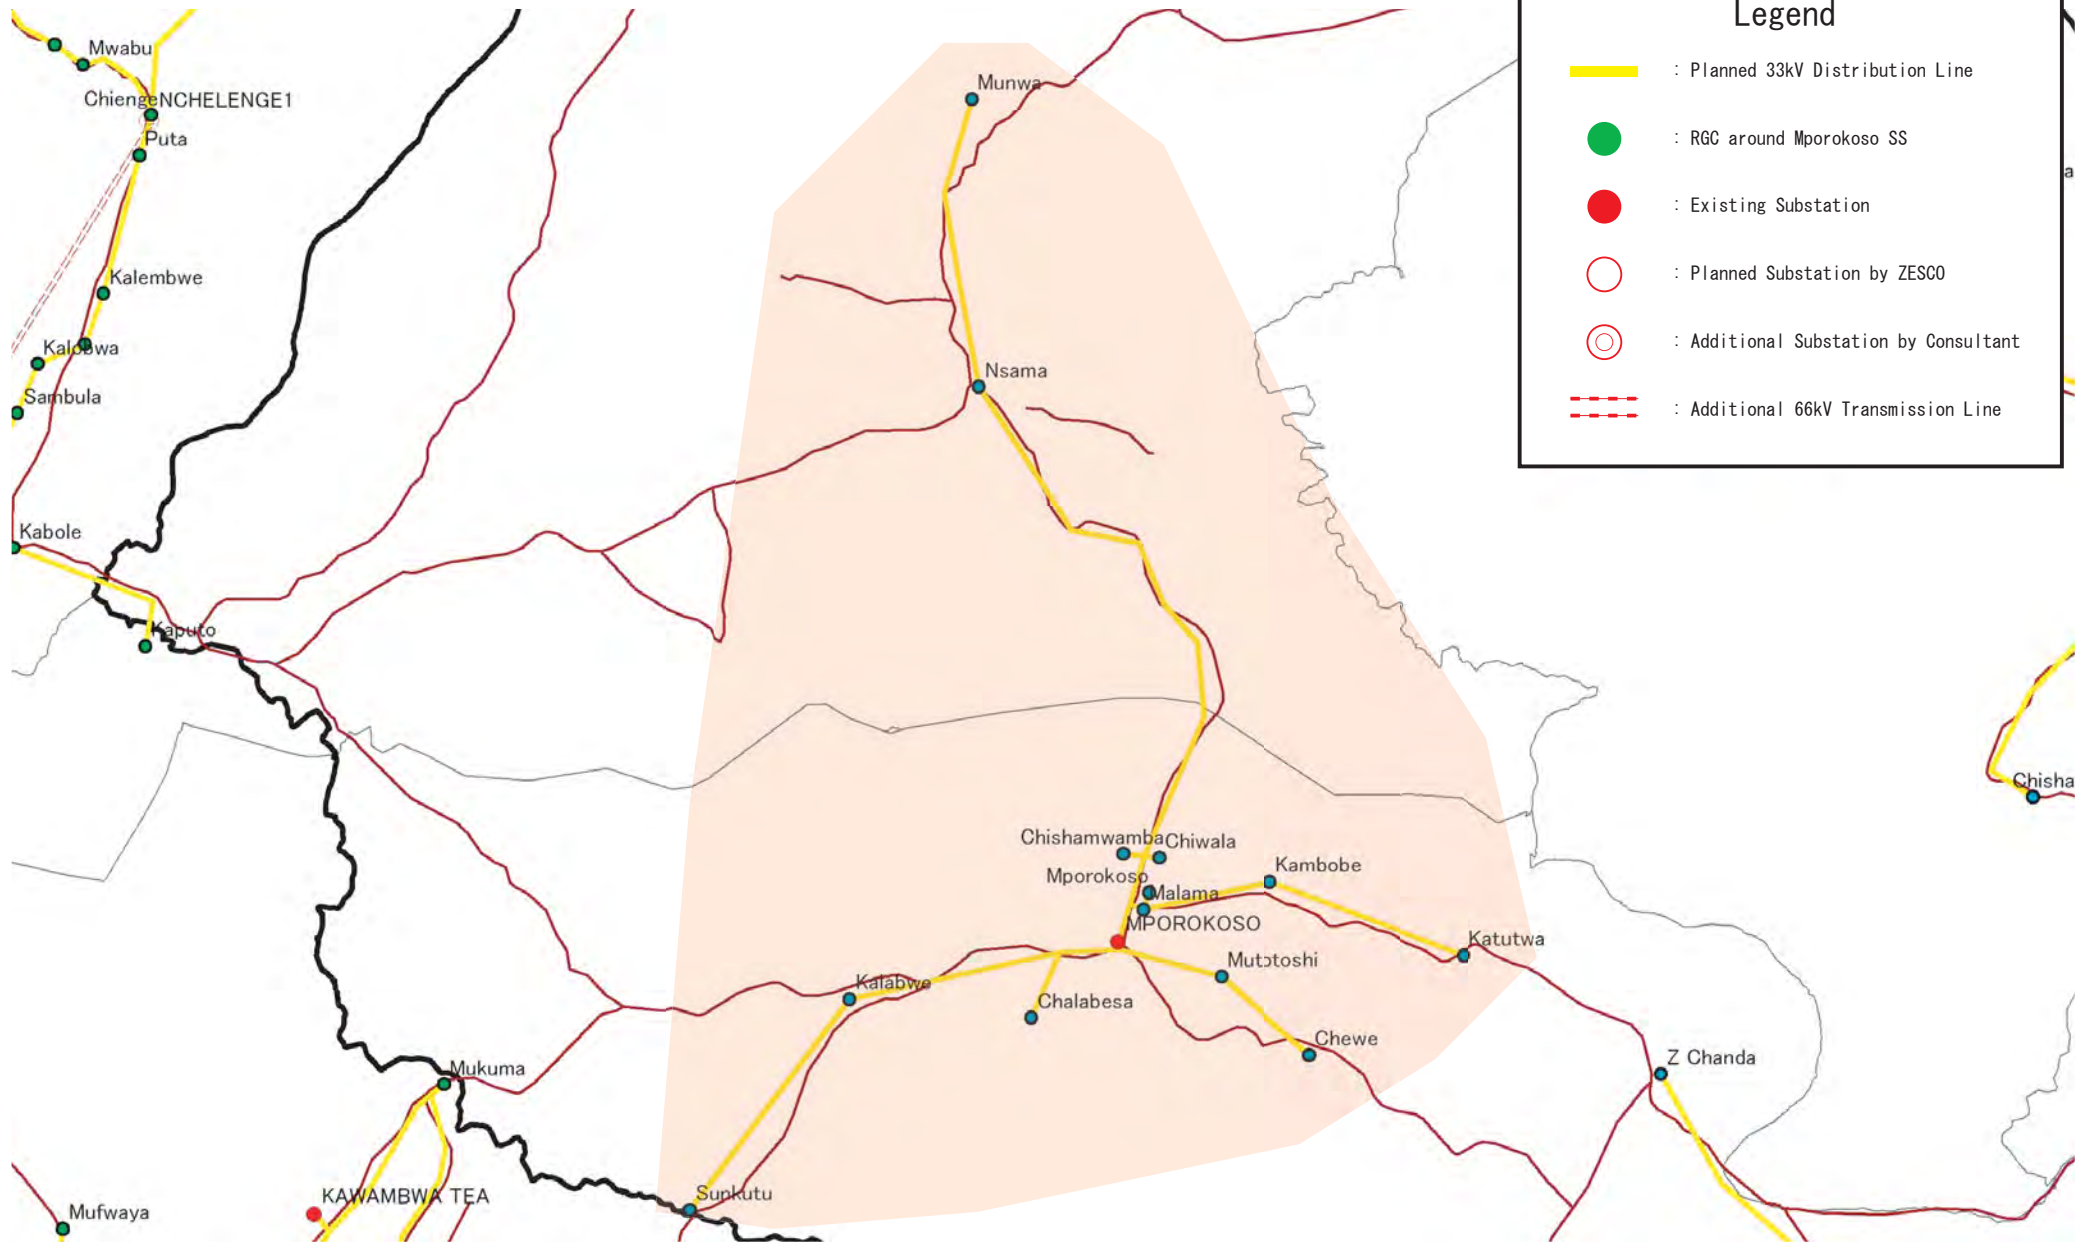 Legend
: Planned 33kV Distribution Line
: RGC around Mporokoso SS
: Existing Substation
: Planned Substation by ZESCO
: Additional Substation by Consultant
: Additional 66kV Transmission Line
Mwabu
Munwa
Chienge
NCHELENGE1
Puta
Kalembwe
Kalobwa
Nsama
Sambula
Kabole
Kaputo
Chisha
Chishamwamba
Chiwala
Kambobe
Mporokoso
Malama
MPOROKOSO
Katutwa
Mutotoshi
Kalabwe
Chalabesa
Chewe
Z Chanda
Mukuma
KAWAMBWA TEA
Sunkutu
Mufwaya
a